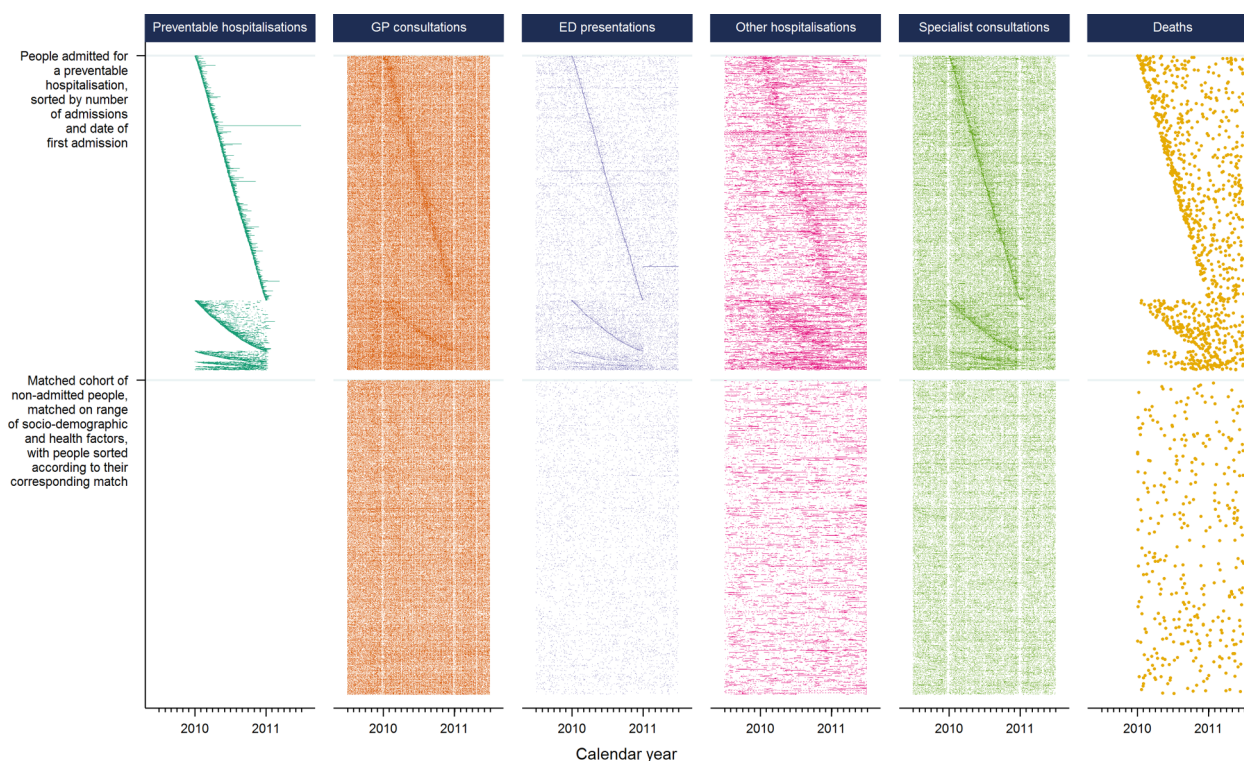 Preventable hospitalisations
GP consultations
ED presentations
Other hospitalisations
Specialist consultations
Deaths
People admitted for
a preventable
hospitalisation,
sorted by number
of admissions
and date of
first admission
Matched cohort of
non-admitted people,
matched on range
of socio-demographic
and health factors,
with people sorted
according to their
corresponding match
2010 2011
2010 2011
2010 2011
2010 2011
2010 2011
2010 2011
Calendar year